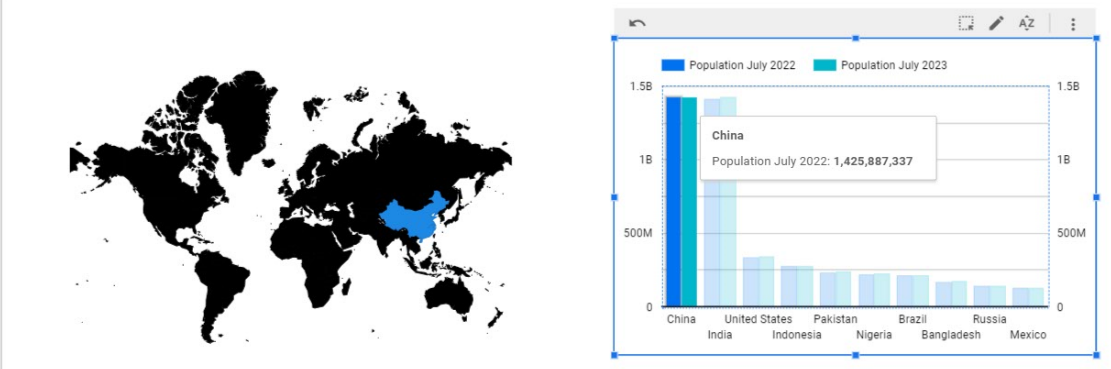 AZ
Population July 2022 Population July 2023
1.5B 1.5B
China
Population July 2022: 1,425,887,337
1B 1B
500M 500M
0 0
China United States Pakistan Brazil Russia
India Indonesia Nigeria Bangladesh Mexico